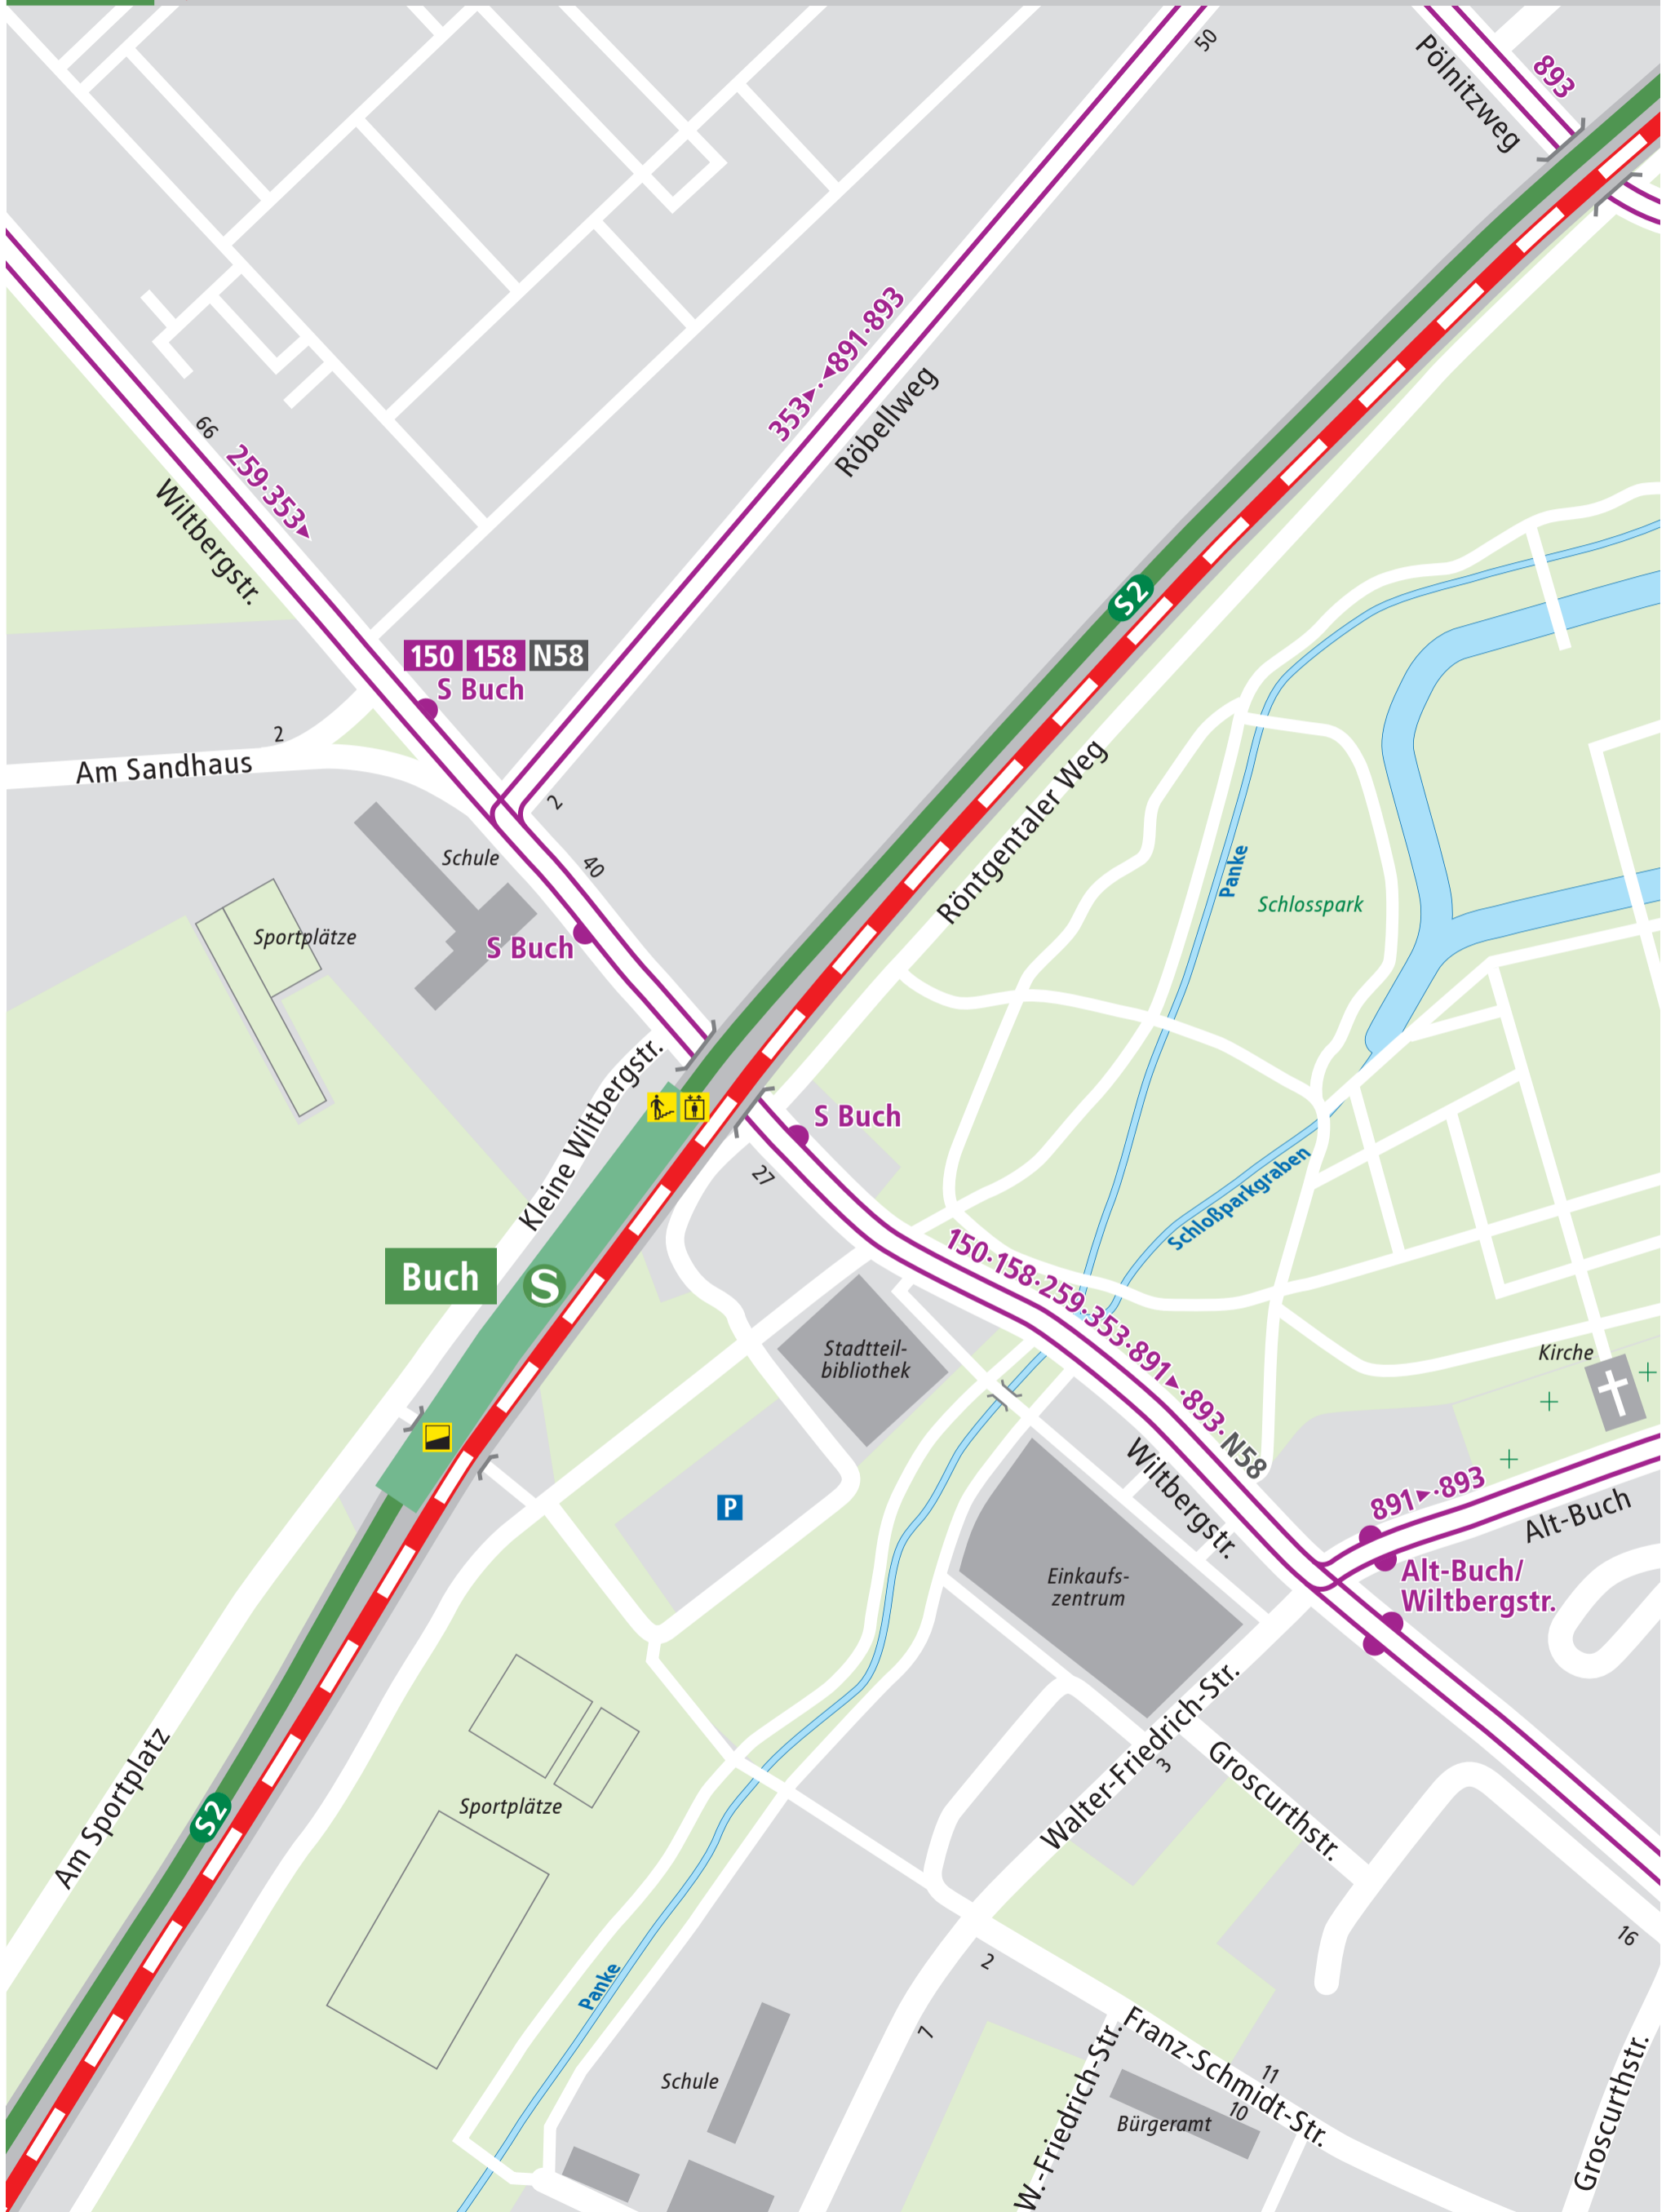 50
Pölnitzweg
893
353▸·◂891·893
Röbellweg
66
259·353▸
Wiltbergstr.
S2
150 158 N58
S Buch
2
Am Sandhaus
2
40
Schule
Röntgentaler Weg
Panke
Schlosspark
Sportplätze
S Buch
Kleine Wiltbergstr.
S Buch
27
Schloßparkgraben
Buch
S
150·158·259·353·891▸·893·N58
Stadtteil-
bibliothek
Kirche
P
Wiltbergstr.
891▸·893
Alt-Buch
Einkaufs-
zentrum
Alt-Buch/
Wiltbergstr.
Walter-Friedrich-Str.
3
Groscurthstr.
Am Sportplatz
S2
Sportplätze
Panke
2
16
7
Franz-Schmidt-Str.
W.-Friedrich-Str.
11
10
Schule
Bürgeramt
Groscurthstr.